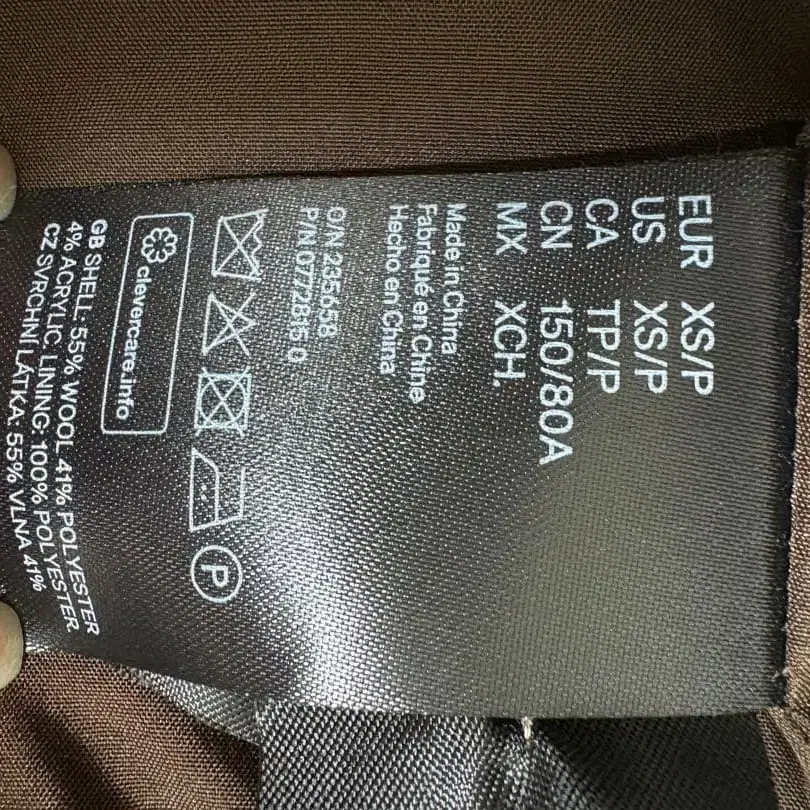 EUR XS/P
US XS/P
CA TP/P
CN 150/80A
MX XCH.
Made in China
Fabriqué en Chine
Hecho en China
O/N 235658
P/N 0772815 0
P
clevercare.info
GB SHELL: 55% WOOL 41% POLYESTER
4% ACRYLIC. LINING: 100% POLYESTER.
CZ SVRCHNÍ LÁTKA: 55% VLNA 41%